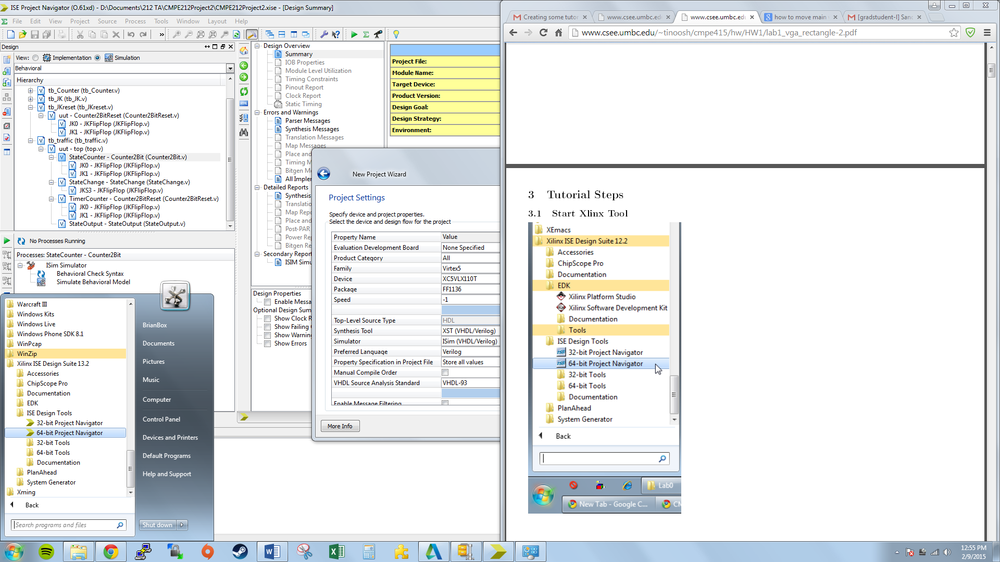 ISE Project Navigator (O.61xd) - D:\Documents\212 TA\CMPE212Project2\CMPE212Project2.xise - [Design Summary]
File Edit View Project Source Process Tools Window Layout Help
Design
View: Implementation Simulation
Behavioral
Hierarchy
tb_Counter (tb_Counter.v)
tb_JK (tb_JK.v)
tb_JKreset (tb_JKreset.v)
uut - Counter2BitReset (Counter2BitReset.v)
JK0 - JKFlipFlop (JKFlipFlop.v)
JK1 - JKFlipFlop (JKFlipFlop.v)
tb_traffic (tb_traffic.v)
uut - top (top.v)
StateCounter - Counter2Bit (Counter2Bit.v)
JK0 - JKFlipFlop (JKFlipFlop.v)
JK1 - JKFlipFlop (JKFlipFlop.v)
StateChange - StateChange (StateChange.v)
JKS3 - JKFlipFlop (JKFlipFlop.v)
TimerCounter - Counter2BitReset (Counter2BitReset.v)
JK0 - JKFlipFlop (JKFlipFlop.v)
JK1 - JKFlipFlop (JKFlipFlop.v)
StateOutput - StateOutput (StateOutput.v)
No Processes Running
Processes: StateCounter - Counter2Bit
ISim Simulator
Behavioral Check Syntax
Simulate Behavioral Model
Warcraft III
Windows Kits
Windows Live
Windows Phone SDK 8.1
WinPcap
WinZip
Xilinx ISE Design Suite 13.2
Accessories
ChipScope Pro
Documentation
EDK
ISE Design Tools
32-bit Project Navigator
64-bit Project Navigator
32-bit Tools
64-bit Tools
Documentation
PlanAhead
System Generator
Xming
Back
Search programs and files
BrianBox
Documents
Pictures
Music
Computer
Control Panel
Devices and Printers
Default Programs
Help and Support
Shut down
Design Overview
Summary
IOB Properties
Module Level Utilization
Timing Constraints
Pinout Report
Clock Report
Static Timing
Errors and Warnings
Parser Messages
Synthesis Messages
Translation Messages
Map Messages
Place and
Timing M
Bitgen Me
All Implem
Detailed Reports
Synthesis
Translatio
Map Repo
Place and
Post-PAR
Power Rep
Bitgen Re
Secondary Report
ISIM Simu
Design Properties
Enable Messa
Optional Design Sum
Show Clock R
Show Failing
Show Warning
Show Errors
Project File:
Module Name:
Target Device:
Product Version:
Design Goal:
Design Strategy:
Environment:
New Project Wizard
Project Settings
Specify device and project properties.
Select the device and design flow for the project
Property Name Value
Evaluation Development Board None Specified
Product Category All
Family Virtex5
Device XC5VLX110T
Package FF1136
Speed -1
Top-Level Source Type HDL
Synthesis Tool XST (VHDL/Verilog)
Simulator ISim (VHDL/Verilog)
Preferred Language Verilog
Property Specification in Project File Store all values
Manual Compile Order
VHDL Source Analysis Standard VHDL-93
Enable Message Filtering
More Info
Creating some tutor www.csee.umbc.ed www.csee.umbc.ed how to move main [gradstudent-l] Sand
www.csee.umbc.edu/~tinoosh/cmpe415/hw/HW1/lab1_vga_rectangle-2.pdf
3 Tutorial Steps
3.1 Start Xlinx Tool
XEmacs
Xilinx ISE Design Suite 12.2
Accessories
ChipScope Pro
Documentation
EDK
Xilinx Platform Studio
Xilinx Software Development Kit
Documentation
Tools
ISE Design Tools
32-bit Project Navigator
64-bit Project Navigator
32-bit Tools
64-bit Tools
Documentation
PlanAhead
System Generator
Back
Lab0
New Tab - Google C...
12:55 PM
2/9/2015